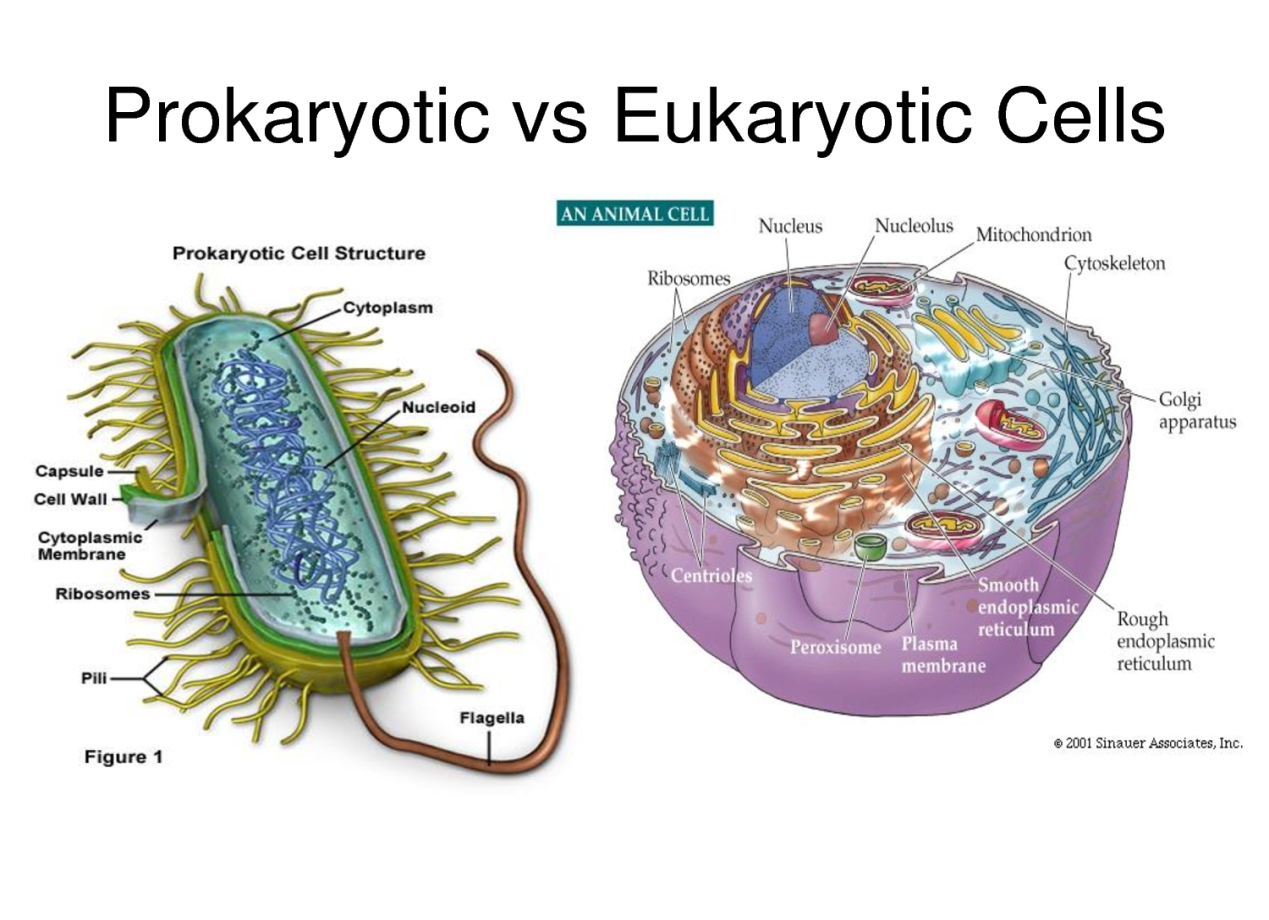 Prokaryotic vs Eukaryotic Cells
Prokaryotic Cell Structure
Cytoplasm
Nucleoid
Capsule
Cell Wall
Cytoplasmic
Membrane
Ribosomes
Pili
Flagella
Figure 1
AN ANIMAL CELL
Nucleus
Nucleolus
Mitochondrion
Cytoskeleton
Ribosomes
Golgi
apparatus
Centrioles
Smooth
endoplasmic
reticulum
Rough
endoplasmic
reticulum
Peroxisome
Plasma
membrane
© 2001 Sinauer Associates, Inc.